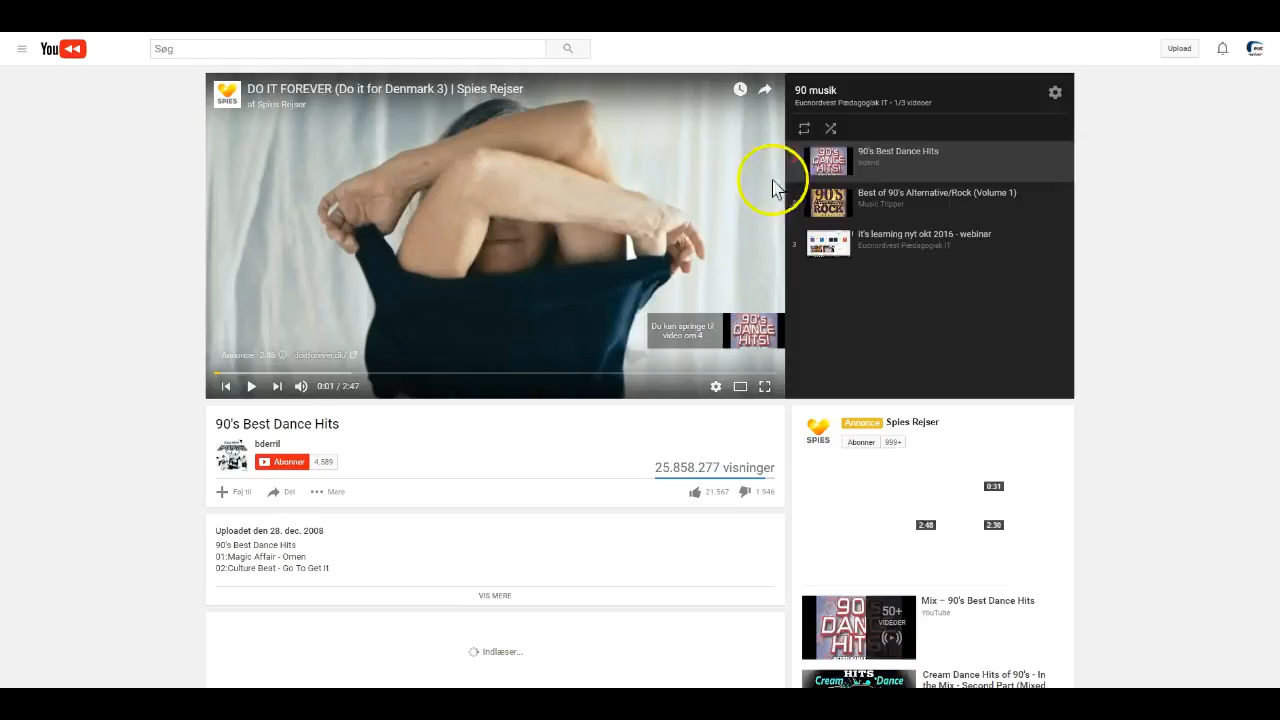 You
Søg
Upload
euc
SPIES
DO IT FOREVER (Do it for Denmark 3) | Spies Rejser
af Spies Rejser
Du kan springe til
video om 4
90's
DANCE
HITS!
Annonce · 2:46
doitforever.dk/
0:01 / 2:47
90 musik
Eucnordvest Pædagogisk IT • 1/3 videoer
90's Best Dance Hits
bderril
Best of 90's Alternative/Rock (Volume 1)
Music Tripper
3
it's learning nyt okt 2016 - webinar
Eucnordvest Pædagogisk IT
90's Best Dance Hits
bderril
Abonner 4.589
25.858.277 visninger
Føj til
Del
Mere
21.567
1.946
Uploadet den 28. dec. 2008
90's Best Dance Hits
01:Magic Affair - Omen
02:Culture Beat - Go To Get It
VIS MERE
Indlæser...
SPIES
Annonce Spies Rejser
Abonner 999+
0:31
2:48
2:30
50+
VIDEOER
Mix – 90's Best Dance Hits
YouTube
HITS
Cream Dance
Cream Dance Hits of 90's - In
the Mix - Second Part (Mixed